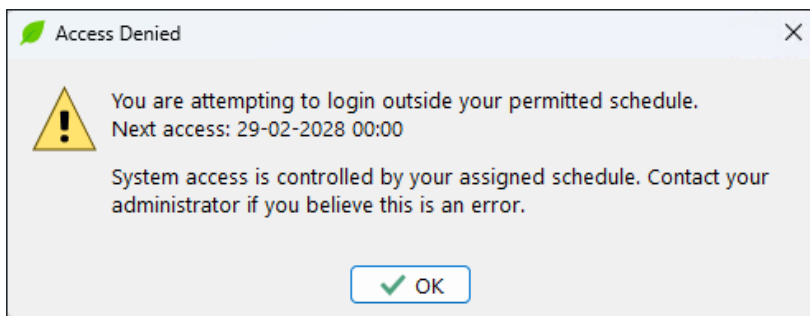 Access Denied
You are attempting to login outside your permitted schedule.
Next access: 29-02-2028 00:00
System access is controlled by your assigned schedule. Contact your
administrator if you believe this is an error.
OK